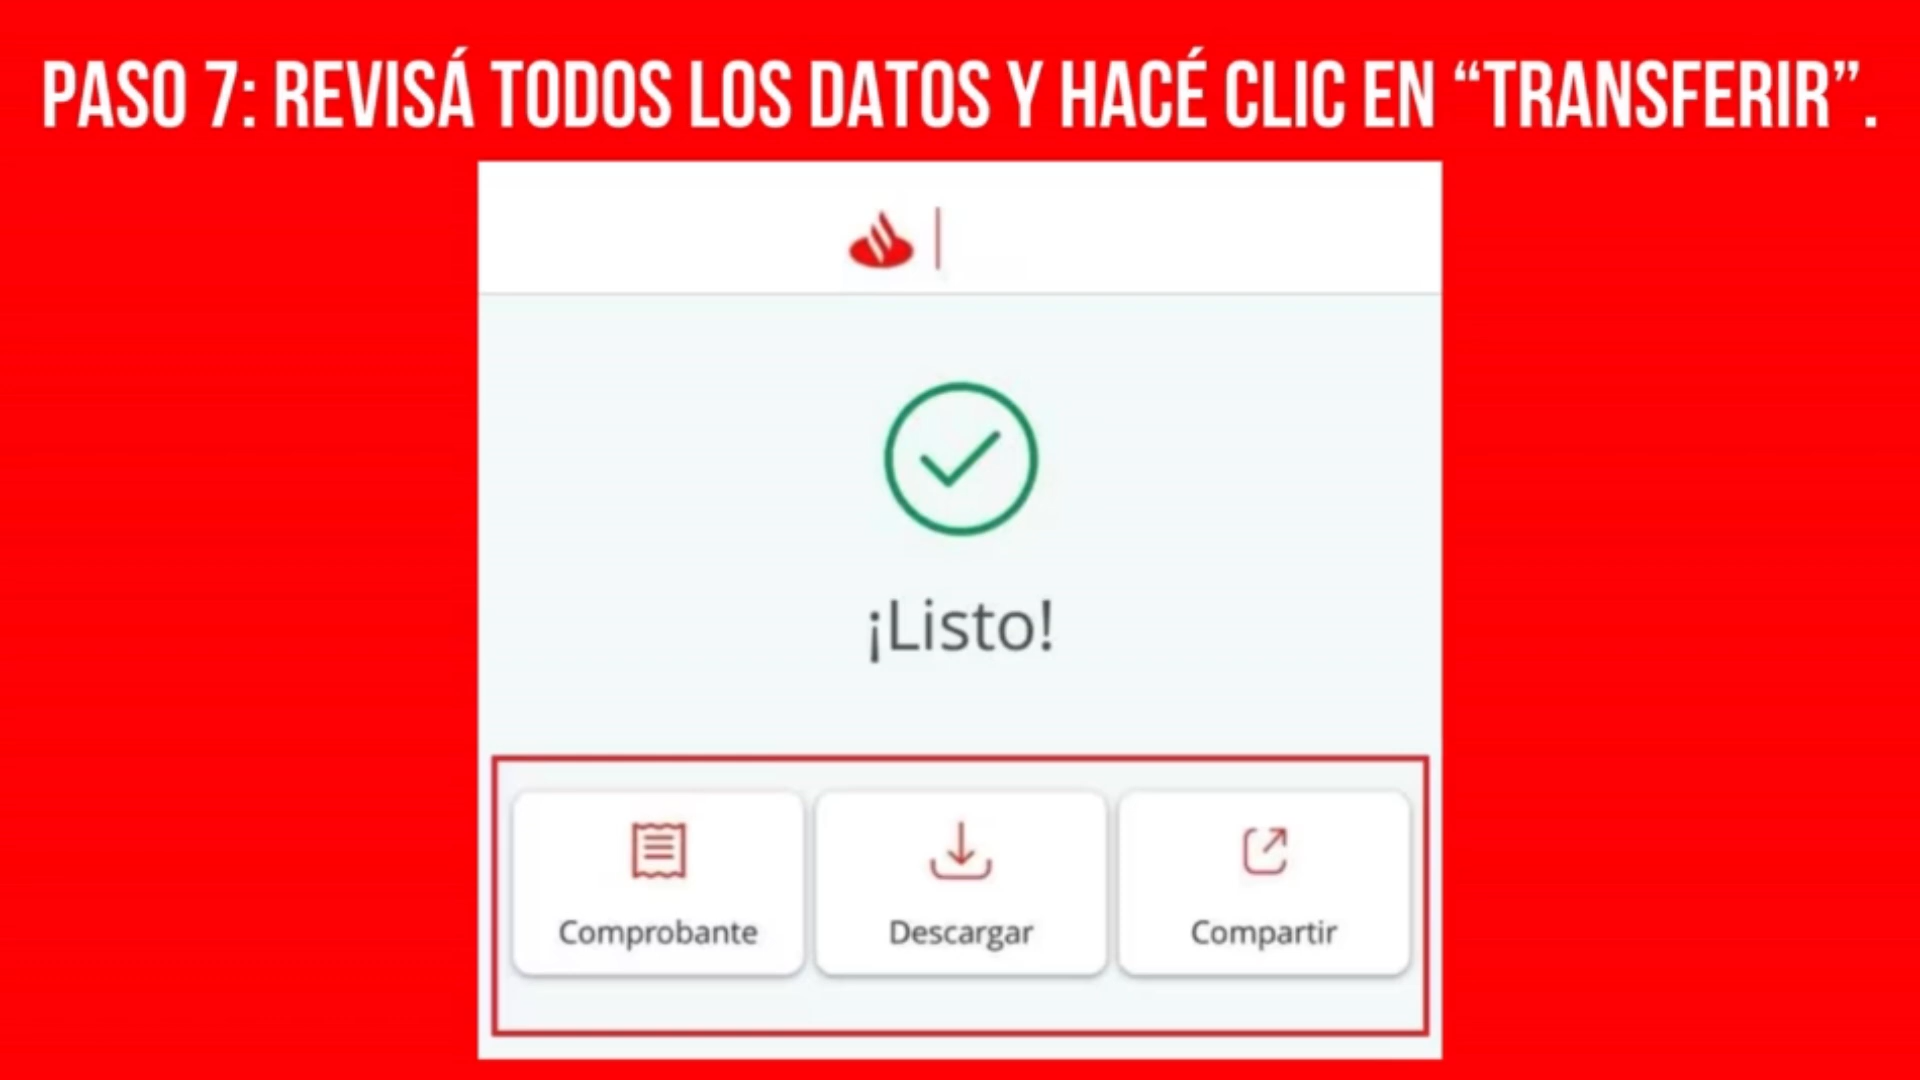 PASO 7: REVISÁ TODOS LOS DATOS Y HACÉ CLIC EN “TRANSFERIR”.
¡Listo!
Comprobante
Descargar
Compartir